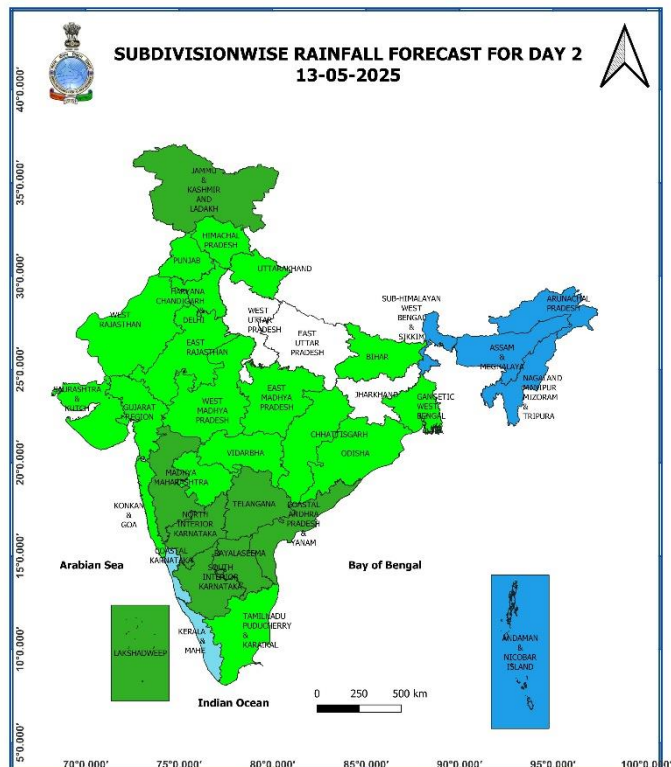 SUBDIVISIONWISE RAINFALL FORECAST FOR DAY 2
13-05-2025
40°0.000'
35°0.000'
30°0.000'
25°0.000'
20°0.000'
15°0.000'
10°0.000'
5°0.000'
JAMMU
&
KASHMIR
AND
LADAKH
HIMACHAL
PRADESH
PUNJAB
UTTARAKHAND
HARYANA
CHANDIGARH
DELHI
WEST
RAJASTHAN
WEST
UTTAR
PRADESH
EAST
UTTAR
PRADESH
SUB-HIMALAYAN
WEST
BENGAL
&
SIKKIM
ARUNACHAL
PRADESH
ASSAM
&
MEGHALAYA
NAGALAND
MANIPUR
MIZORAM
&
TRIPURA
EAST
RAJASTHAN
BIHAR
JHARKHAND
GANGETIC
WEST
BENGAL
SAURASHTRA
&
KUTCH
GUJARAT
REGION
WEST
MADHYA
PRADESH
EAST
MADHYA
PRADESH
CHHATTISGARH
ODISHA
VIDARBHA
MADHYA
MAHARASHTRA
KONKAN
&
GOA
TELANGANA
NORTH
INTERIOR
KARNATAKA
COASTAL
ANDHRA
PRADESH
&
YANAM
COASTAL
KARNATAKA
RAYALASEEMA
SOUTH
INTERIOR
KARNATAKA
Arabian Sea
Bay of Bengal
LAKSHADWEEP
KERALA
&
MAHE
TAMILNADU
PUDUCHERRY
&
KARAIKAL
ANDAMAN
&
NICOBAR
ISLAND
Indian Ocean
0 250 500 km
70°0.000' 75°0.000' 80°0.000' 85°0.000' 90°0.000' 95°0.000' 100°0.000'